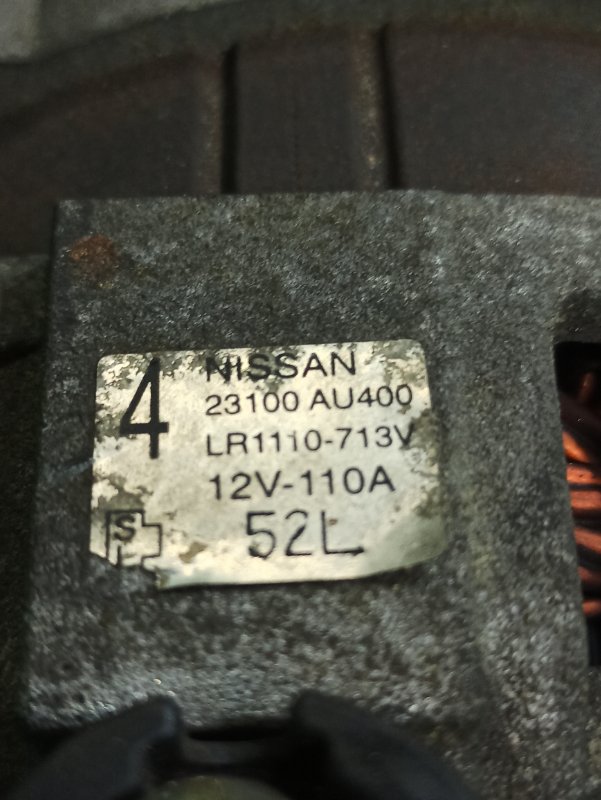 4
NISSAN
23100 AU400
LR1110-713V
12V-110A
S
52L